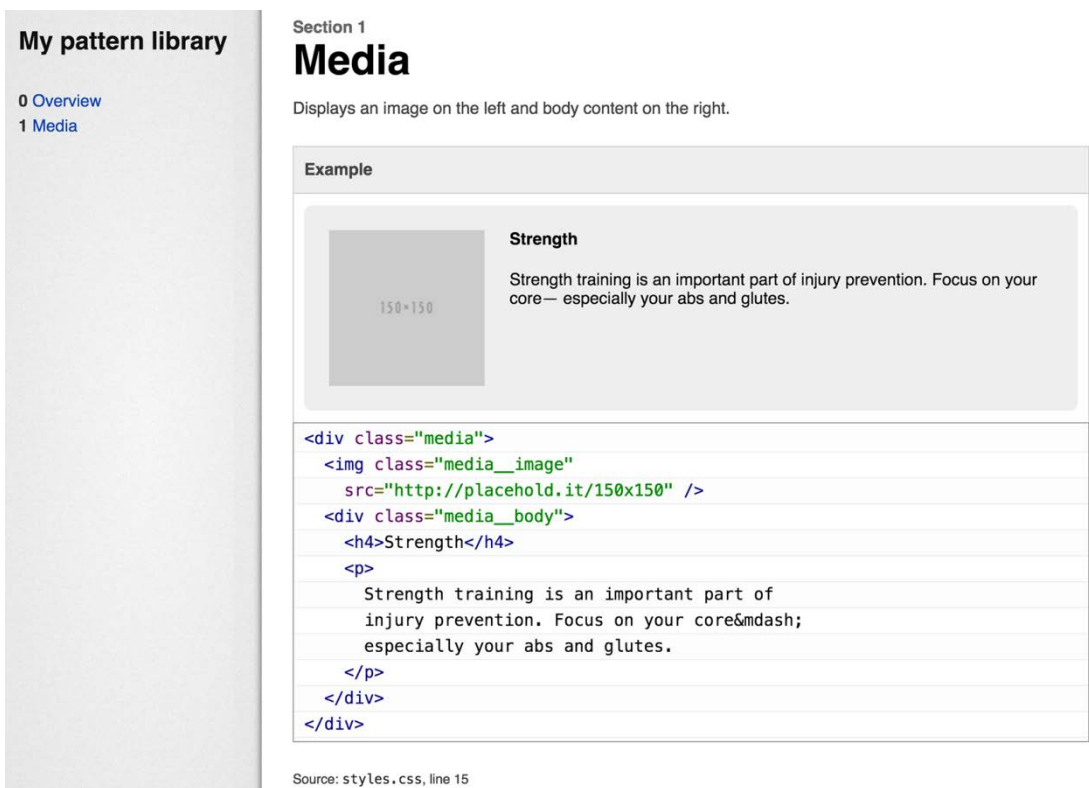 My pattern library
0 Overview
1 Media
Section 1
Media
Displays an image on the left and body content on the right.
Example
150×150
Strength
Strength training is an important part of injury prevention. Focus on your
core— especially your abs and glutes.
<div class="media">
  <img class="media__image"
    src="http://placehold.it/150x150" />
  <div class="media__body">
    <h4>Strength</h4>
    <p>
      Strength training is an important part of
      injury prevention. Focus on your core&mdash;
      especially your abs and glutes.
    </p>
  </div>
</div>
Source: styles.css, line 15